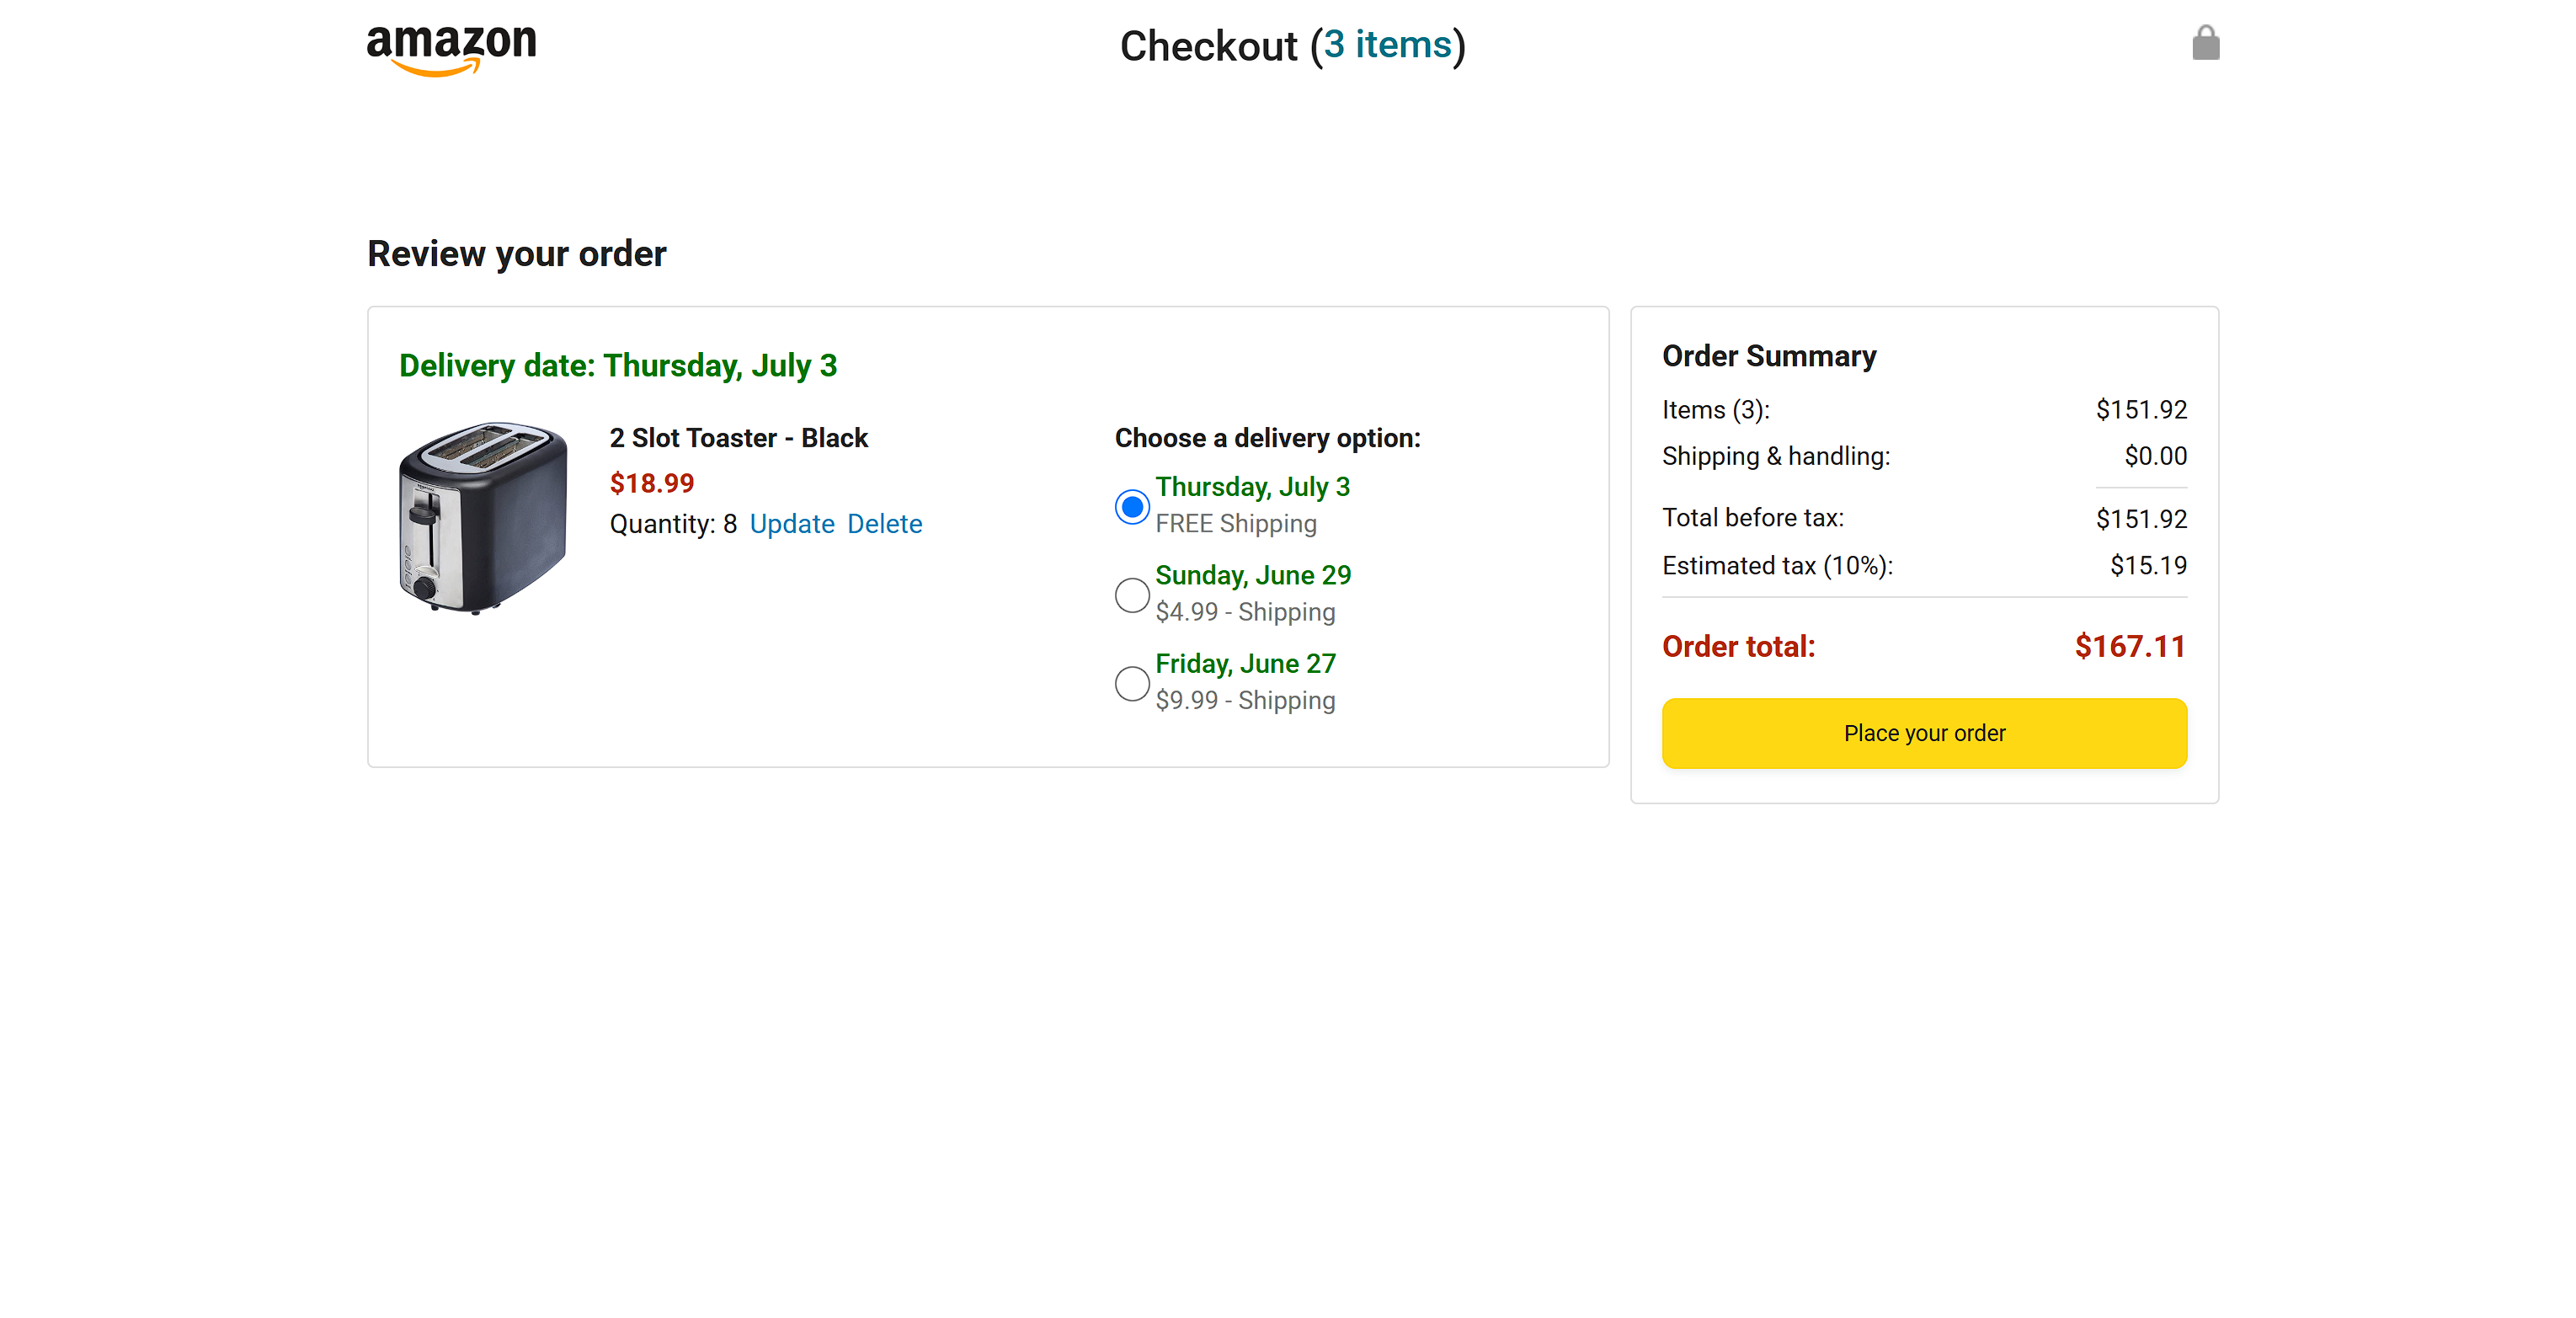 amazon
Checkout (3 items)
Review your order
Delivery date: Thursday, July 3
2 Slot Toaster - Black
$18.99
Quantity: 8 Update Delete
Choose a delivery option:
Thursday, July 3
FREE Shipping
Sunday, June 29
$4.99 - Shipping
Friday, June 27
$9.99 - Shipping
Order Summary
Items (3): $151.92
Shipping & handling: $0.00
Total before tax: $151.92
Estimated tax (10%): $15.19
Order total: $167.11
Place your order